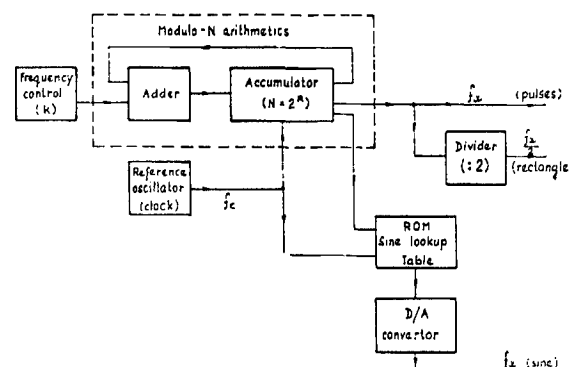 Modulo-N arithmetics
Frequency
control
(k)
Adder
Accumulator
(N = 2ᴿ)
fx (pulses)
Divider
(:2)
fx/2
(rectangle
Reference
oscillator
(clock)
fc
ROM
Sine lookup
Table
D/A
convertor
fx (sine)